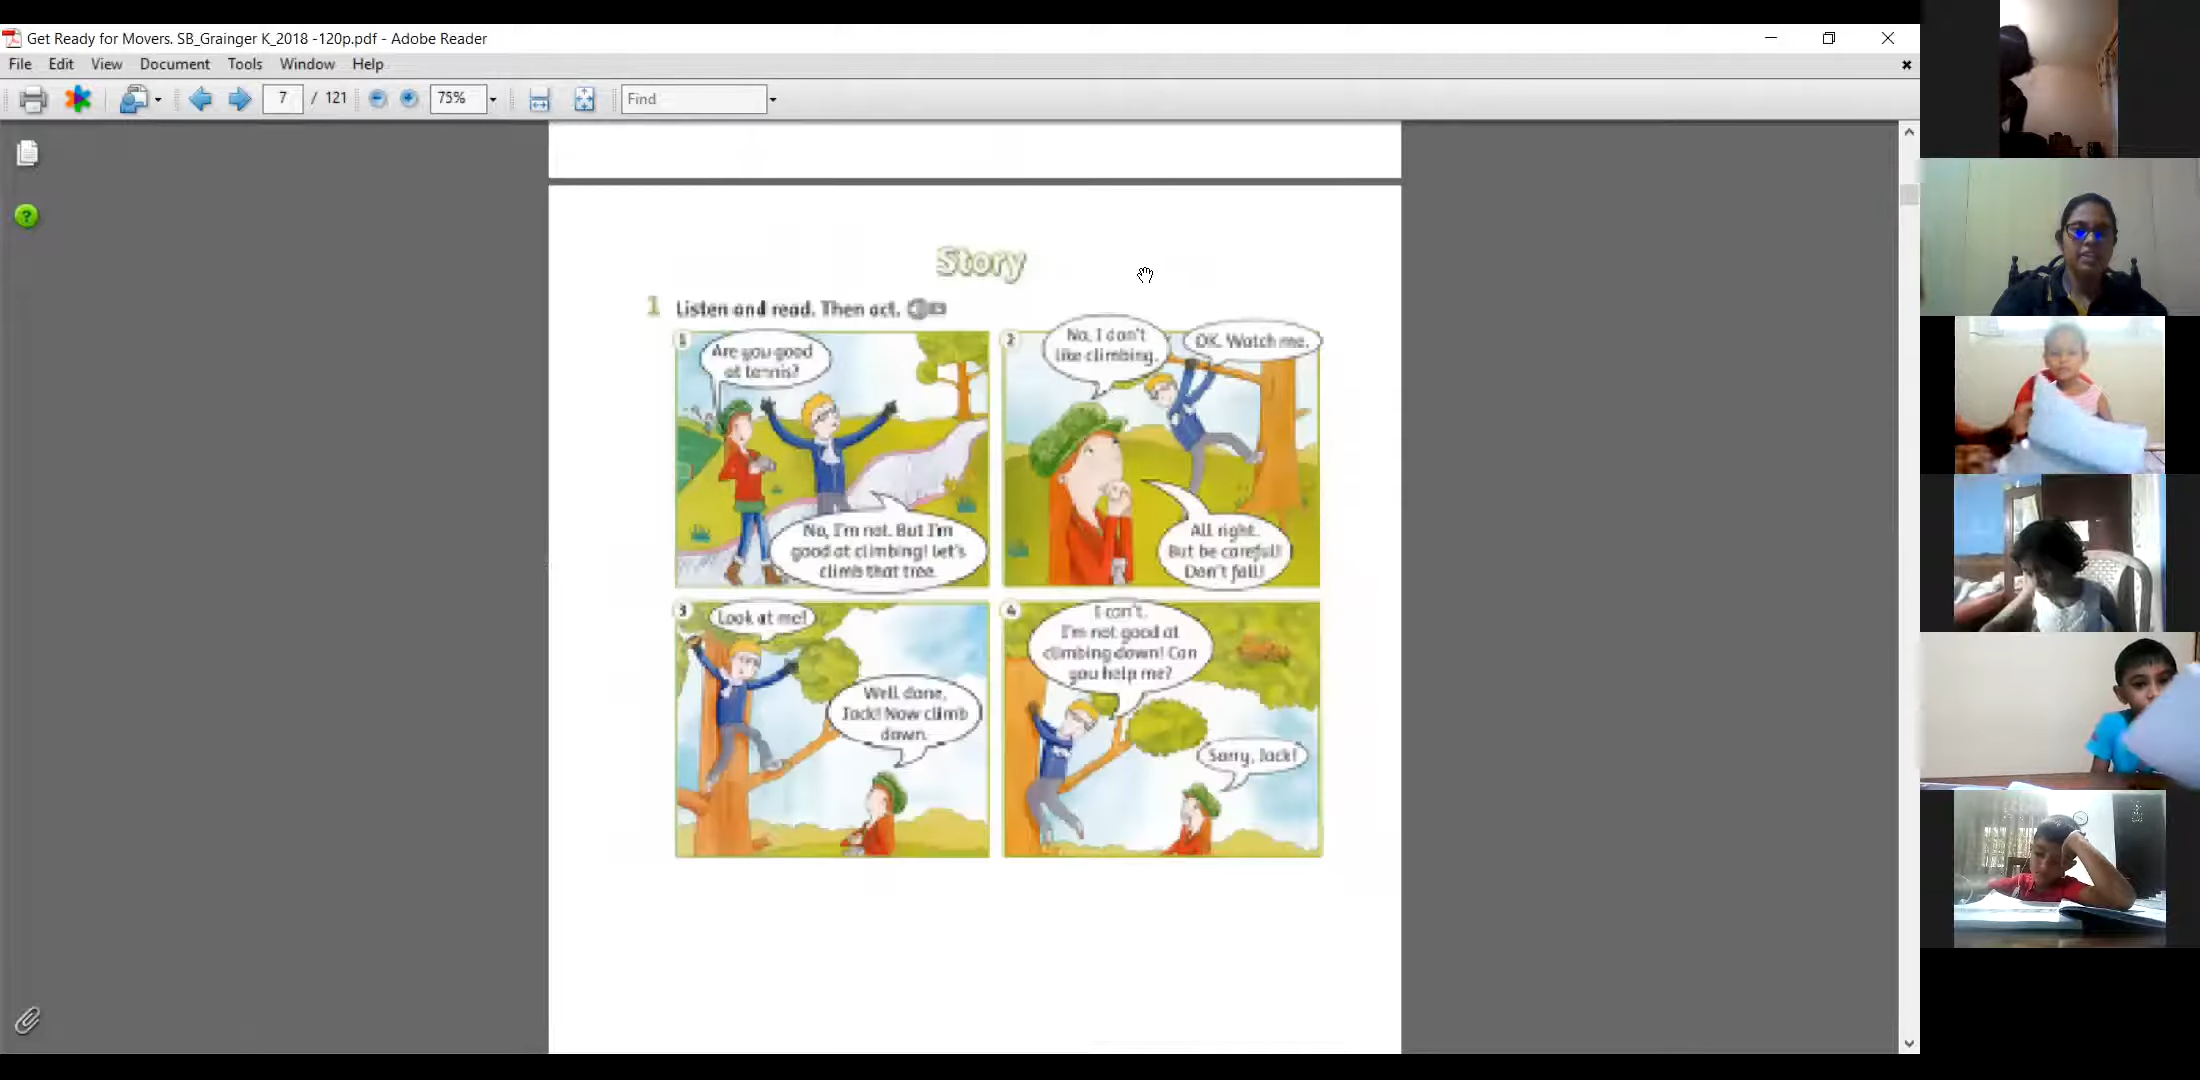 Get Ready for Movers. SB_Grainger K_2018 -120p.pdf - Adobe Reader
File Edit View Document Tools Window Help
7 / 121 75% Find
Story
1 Listen and read. Then act.
1
Are you good
at tennis?
No, I'm not. But I'm
good at climbing! Let's
climb that tree.
2
No, I don't
like climbing.
OK. Watch me.
All right.
But be careful!
Don't fall!
3
Look at me!
Well done,
Jack! Now climb
down.
4
I can't.
I'm not good at
climbing down! Can
you help me?
Sorry, Jack!